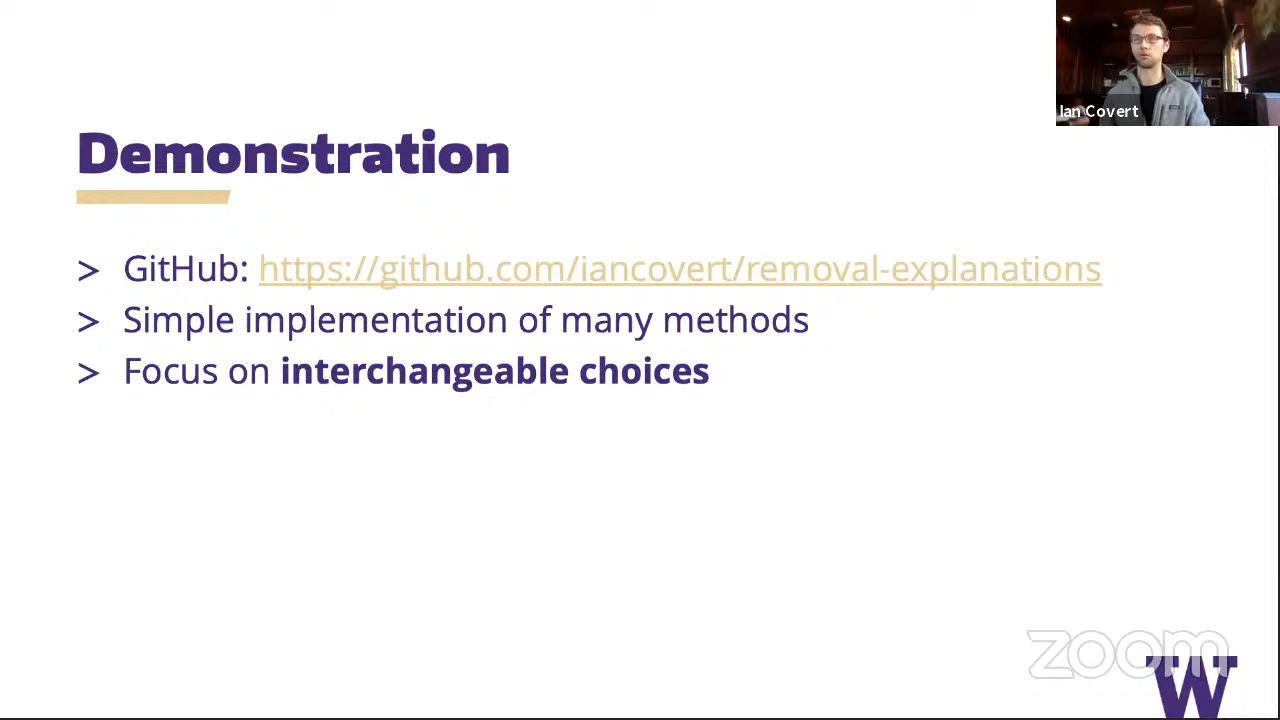 Ian Covert
Demonstration
> GitHub: https://github.com/iancovert/removal-explanations
> Simple implementation of many methods
> Focus on interchangeable choices
zoom
W